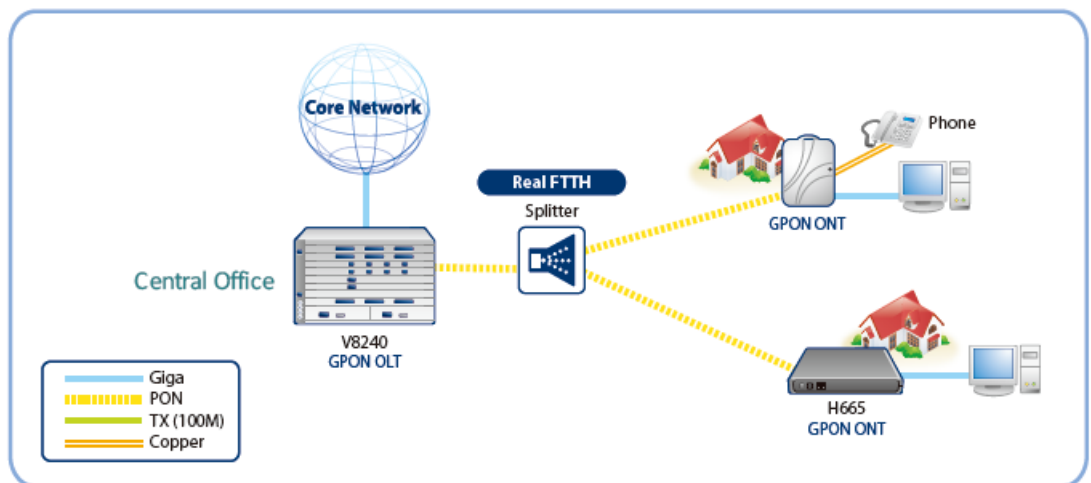 Core Network
Real FTTH
Splitter
Phone
GPON ONT
Central Office
V8240
GPON OLT
H665
GPON ONT
Giga
PON
TX (100M)
Copper